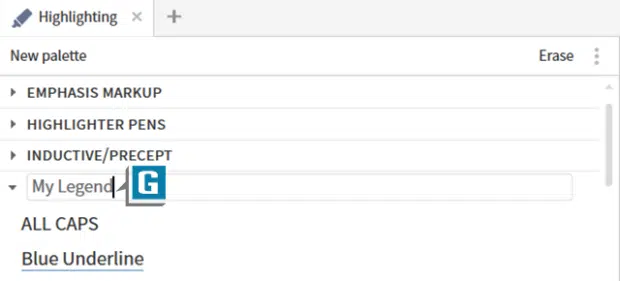 Highlighting × +
New palette Erase
EMPHASIS MARKUP
HIGHLIGHTER PENS
INDUCTIVE/PRECEPT
My Legend G
ALL CAPS
Blue Underline